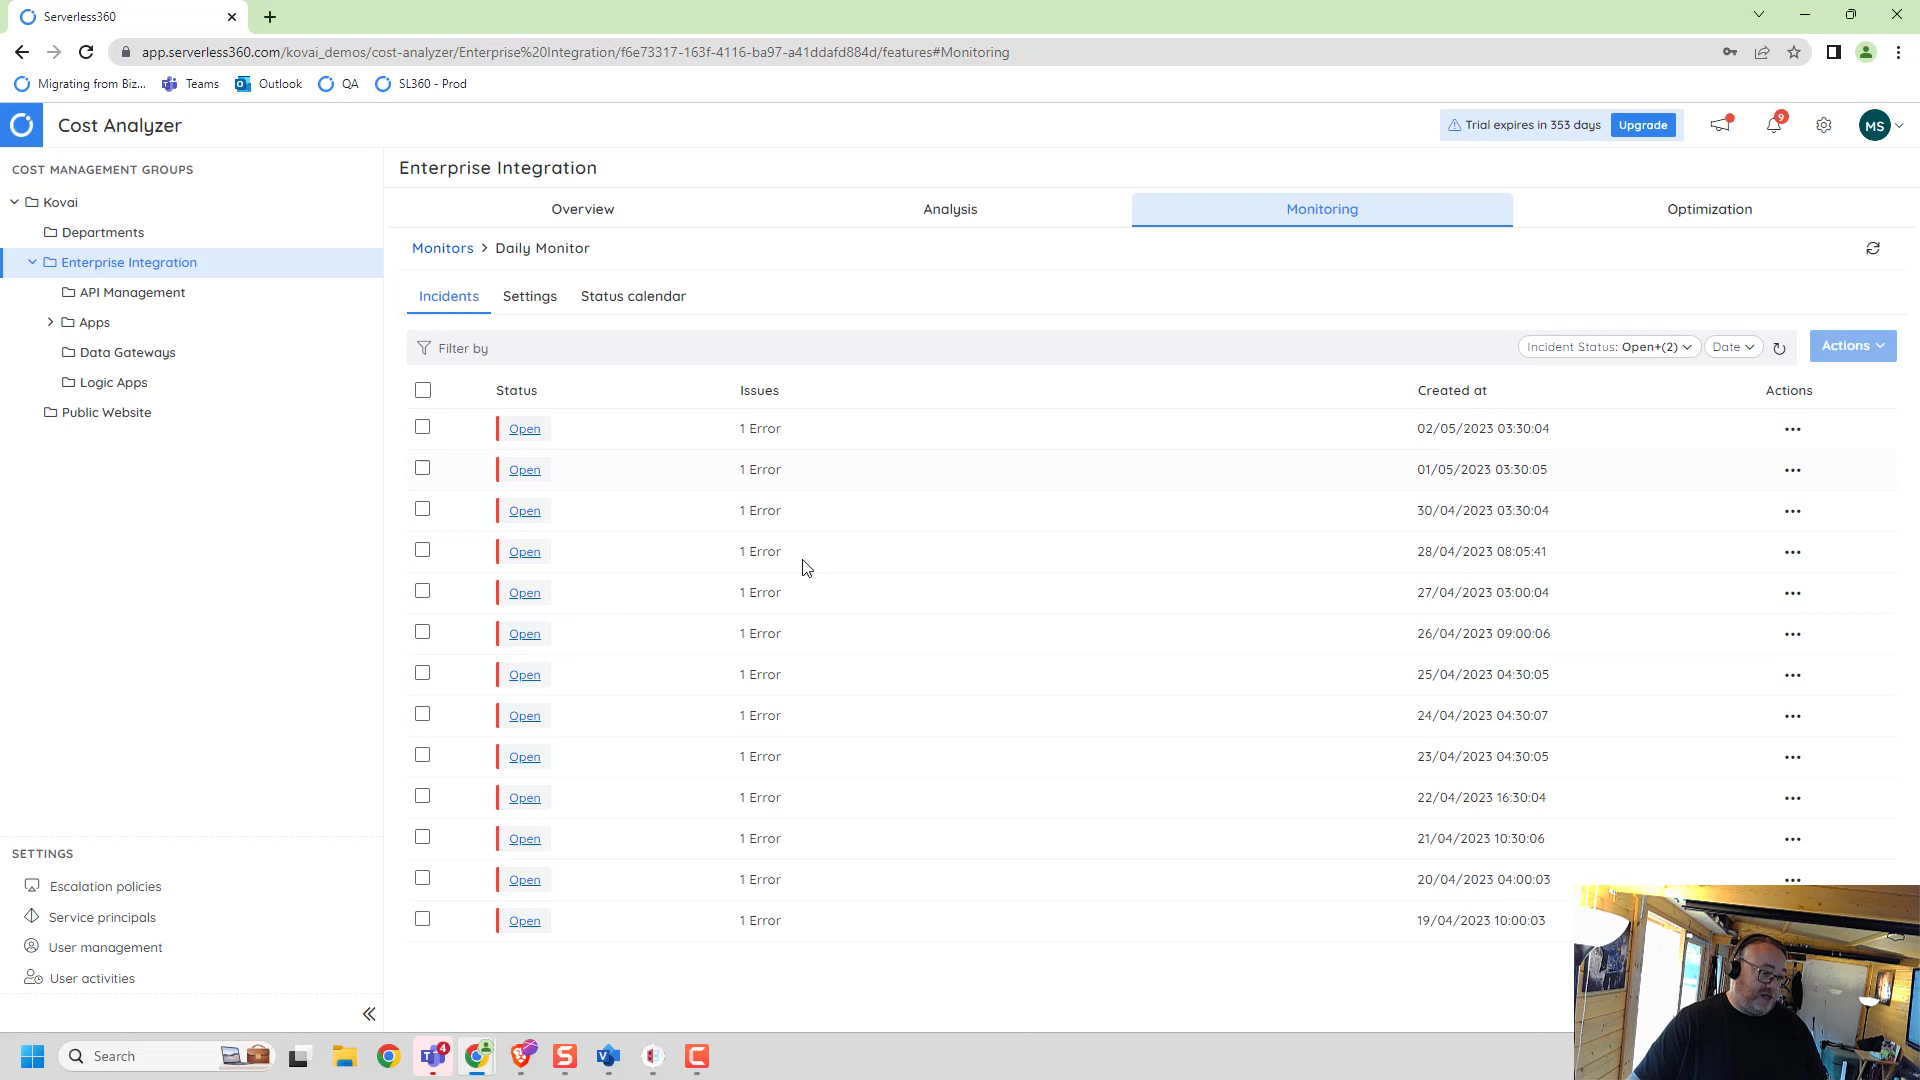 Serverless360
app.serverless360.com/kovai_demos/cost-analyzer/Enterprise%20Integration/f6e73317-163f-4116-ba97-a41ddafd884d/features#Monitoring
Migrating from Biz... Teams Outlook QA SL360 - Prod
Cost Analyzer
Trial expires in 353 days Upgrade 9 MS
COST MANAGEMENT GROUPS
Kovai
Departments
Enterprise Integration
API Management
Apps
Data Gateways
Logic Apps
Public Website
SETTINGS
Escalation policies
Service principals
User management
User activities
Enterprise Integration
Overview Analysis Monitoring Optimization
Monitors > Daily Monitor
Incidents Settings Status calendar
Filter by Incident Status: Open+(2) Date Actions
Status Issues Created at Actions
Open 1 Error 02/05/2023 03:30:04
Open 1 Error 01/05/2023 03:30:05
Open 1 Error 30/04/2023 03:30:04
Open 1 Error 28/04/2023 08:05:41
Open 1 Error 27/04/2023 03:00:04
Open 1 Error 26/04/2023 09:00:06
Open 1 Error 25/04/2023 04:30:05
Open 1 Error 24/04/2023 04:30:07
Open 1 Error 23/04/2023 04:30:05
Open 1 Error 22/04/2023 16:30:04
Open 1 Error 21/04/2023 10:30:06
Open 1 Error 20/04/2023 04:00:03
Open 1 Error 19/04/2023 10:00:03
Search 4